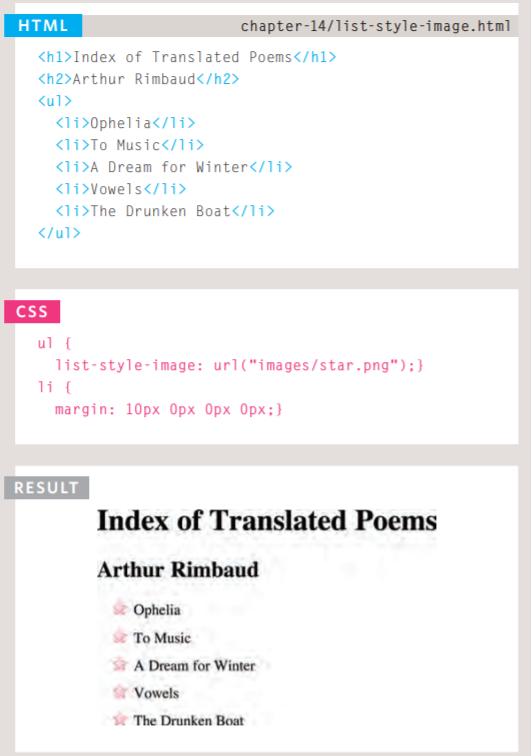 HTML
chapter-14/list-style-image.html
<h1>Index of Translated Poems</h1>
<h2>Arthur Rimbaud</h2>
<ul>
  <li>Ophelia</li>
  <li>To Music</li>
  <li>A Dream for Winter</li>
  <li>Vowels</li>
  <li>The Drunken Boat</li>
</ul>
CSS
ul {
  list-style-image: url("images/star.png");}
li {
  margin: 10px 0px 0px 0px;}
RESULT
Index of Translated Poems
Arthur Rimbaud
Ophelia
To Music
A Dream for Winter
Vowels
The Drunken Boat